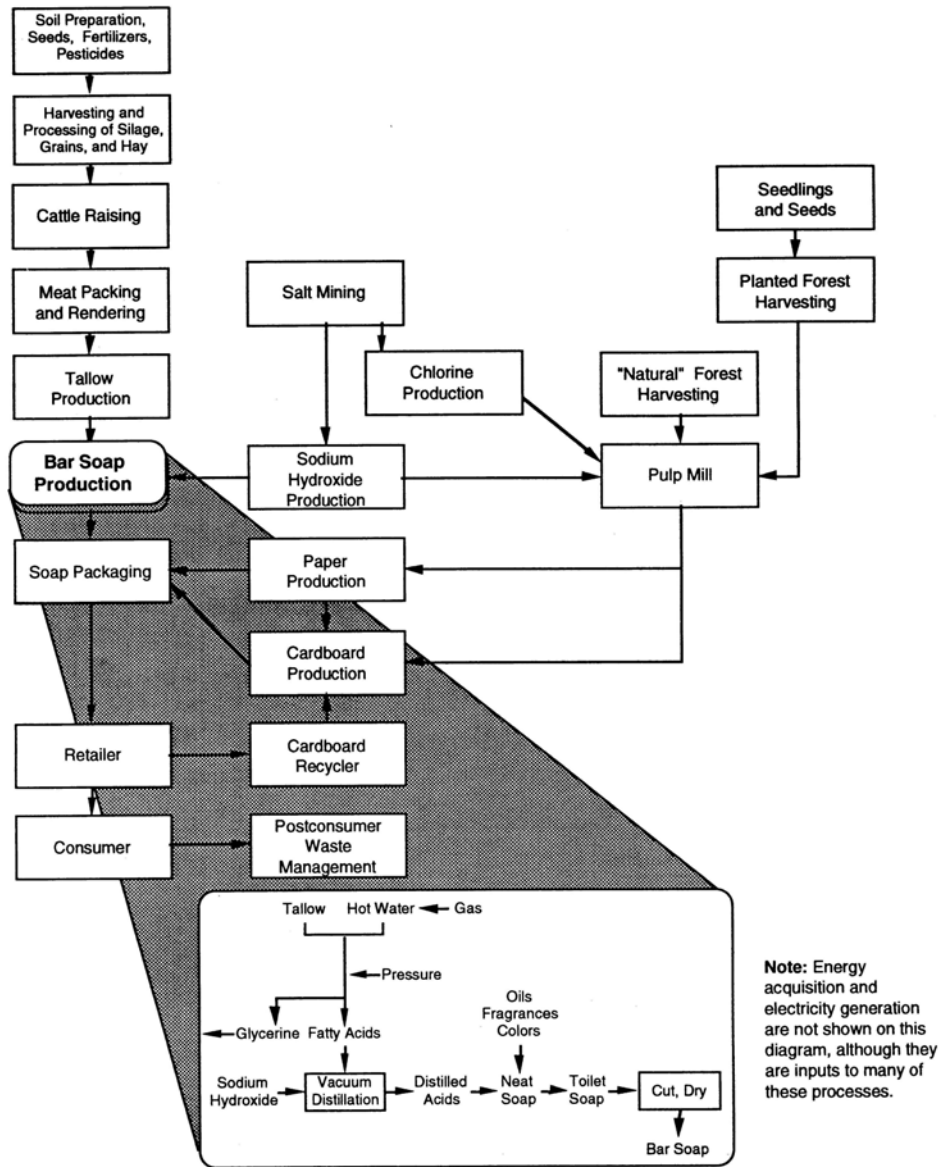 Soil Preparation,
Seeds, Fertilizers,
Pesticides
Harvesting and
Processing of Silage,
Grains, and Hay
Cattle Raising
Meat Packing
and Rendering
Tallow
Production
Bar Soap
Production
Soap Packaging
Retailer
Consumer
Salt Mining
Chlorine
Production
Sodium
Hydroxide
Production
Paper
Production
Cardboard
Production
Cardboard
Recycler
Postconsumer
Waste
Management
Seedlings
and Seeds
Planted Forest
Harvesting
"Natural" Forest
Harvesting
Pulp Mill
Tallow
Hot Water
Gas
Pressure
Glycerine
Fatty Acids
Oils
Fragrances
Colors
Sodium
Hydroxide
Vacuum
Distillation
Distilled
Acids
Neat
Soap
Toilet
Soap
Cut, Dry
Bar Soap
Note: Energy
acquisition and
electricity generation
are not shown on this
diagram, although they
are inputs to many of
these processes.